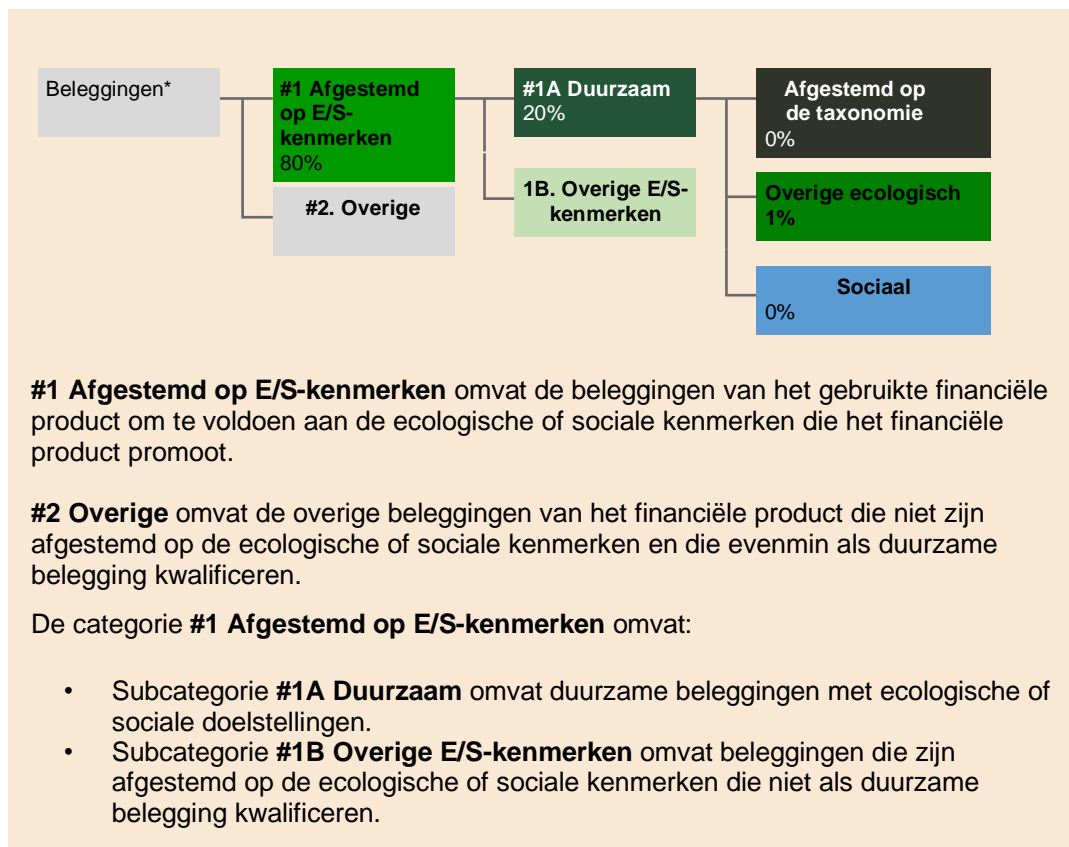 Beleggingen*
#1 Afgestemd
op E/S-
kenmerken
80%
#2. Overige
#1A Duurzaam
20%
1B. Overige E/S-
kenmerken
Afgestemd op
de taxonomie
0%
Overige ecologisch
1%
Sociaal
0%
#1 Afgestemd op E/S-kenmerken omvat de beleggingen van het gebruikte financiële
product om te voldoen aan de ecologische of sociale kenmerken die het financiële
product promoot.
#2 Overige omvat de overige beleggingen van het financiële product die niet zijn
afgestemd op de ecologische of sociale kenmerken en die evenmin als duurzame
belegging kwalificeren.
De categorie #1 Afgestemd op E/S-kenmerken omvat:
• Subcategorie #1A Duurzaam omvat duurzame beleggingen met ecologische of
sociale doelstellingen.
• Subcategorie #1B Overige E/S-kenmerken omvat beleggingen die zijn
afgestemd op de ecologische of sociale kenmerken die niet als duurzame
belegging kwalificeren.